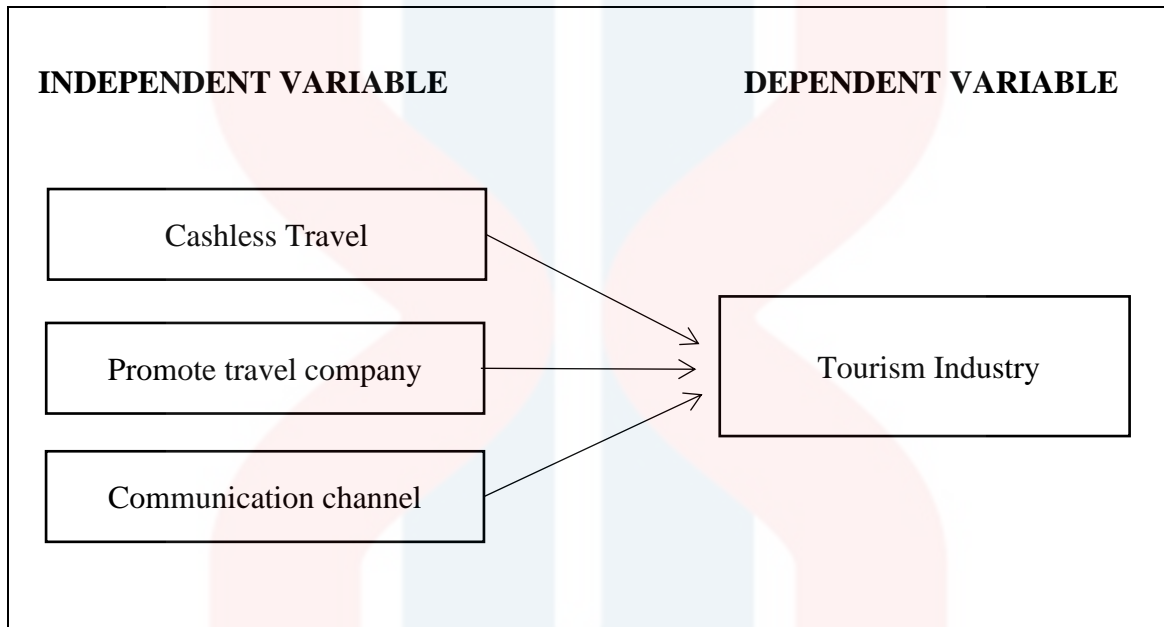 INDEPENDENT VARIABLE
DEPENDENT VARIABLE
Cashless Travel
Promote travel company
Communication channel
Tourism Industry